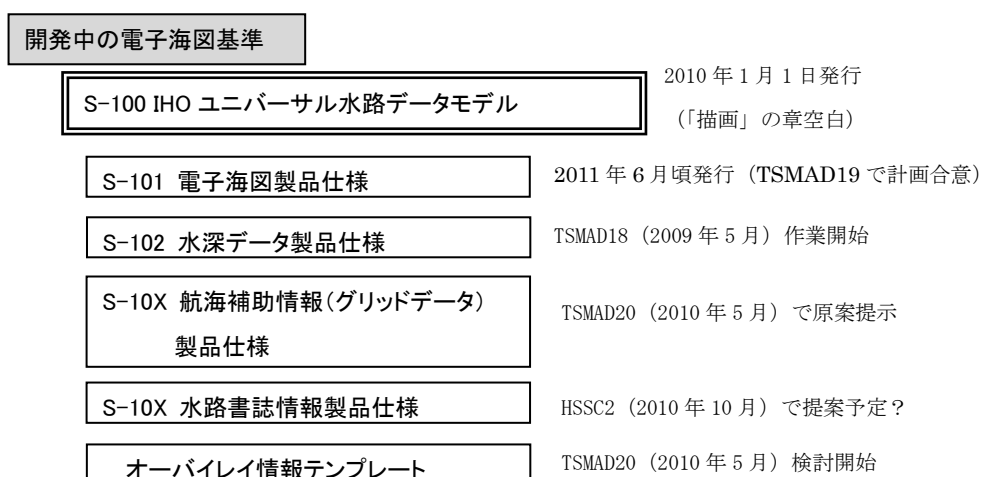 開発中の電子海図基準
S-100 IHO ユニバーサル水路データモデル
2010 年 1 月 1 日発行
（「描画」の章空白）
S-101 電子海図製品仕様
2011 年 6 月頃発行（TSMAD19 で計画合意）
S-102 水深データ製品仕様
TSMAD18（2009 年 5 月）作業開始
S-10X 航海補助情報（グリッドデータ）
製品仕様
TSMAD20（2010 年 5 月）で原案提示
S-10X 水路書誌情報製品仕様
HSSC2（2010 年 10 月）で提案予定？
オーバイレイ情報テンプレート
TSMAD20（2010 年 5 月）検討開始